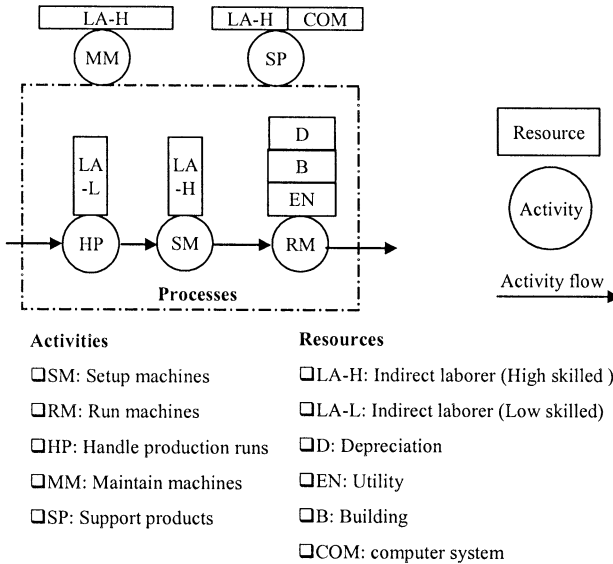 LA-H
LA-H COM
MM
SP
D
LA
-L
LA
-H
B
EN
HP
SM
RM
Processes
Resource
Activity
Activity flow
Activities
❑SM: Setup machines
❑RM: Run machines
❑HP: Handle production runs
❑MM: Maintain machines
❑SP: Support products
Resources
❑LA-H: Indirect laborer (High skilled )
❑LA-L: Indirect laborer (Low skilled)
❑D: Depreciation
❑EN: Utility
❑B: Building
❑COM: computer system